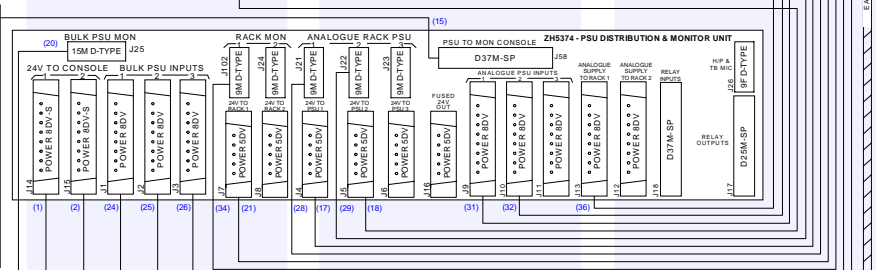 (15)
EA
BULK PSU MON
RACK MON
ANALOGUE RACK PSU
ZH5374 - PSU DISTRIBUTION & MONITOR UNIT
(20)
15M D-TYPE
J25
1
2
1
2
3
PSU TO MON CONSOLE
D37M-SP
J58
24V TO CONSOLE
BULK PSU INPUTS
1
2
1
2
3
J102
9M D-TYPE
J24
9M D-TYPE
J21
9M D-TYPE
J22
9M D-TYPE
J23
9M D-TYPE
ANALOGUE PSU INPUTS
1
2
3
ANALOGUE
SUPPLY
TO RACK 1
ANALOGUE
SUPPLY
TO RACK 2
RELAY
INPUTS
H/P &
TB MIC
J26
9F D-TYPE
24V TO
RACK 1
24V TO
RACK 2
24V TO
PSU 1
24V TO
PSU 2
24V TO
PSU 3
FUSED
24V
OUT
J14
POWER 8DV-S
J15
POWER 8DV-S
J1
POWER 8DV
J2
POWER 8DV
J3
POWER 8DV
J7
POWER 5DV
J8
POWER 5DV
J4
POWER 5DV
J5
POWER 5DV
J6
POWER 5DV
J16
POWER 5DV
J9
POWER 8DV
J10
POWER 8DV
J11
POWER 8DV
J13
POWER 8DV
J12
POWER 8DV
J18
D37M-SP
RELAY
OUTPUTS
J17
D25M-SP
(1)
(2)
(24)
(25)
(26)
(34)
(21)
(28)
(17)
(29)
(18)
(31)
(32)
(36)